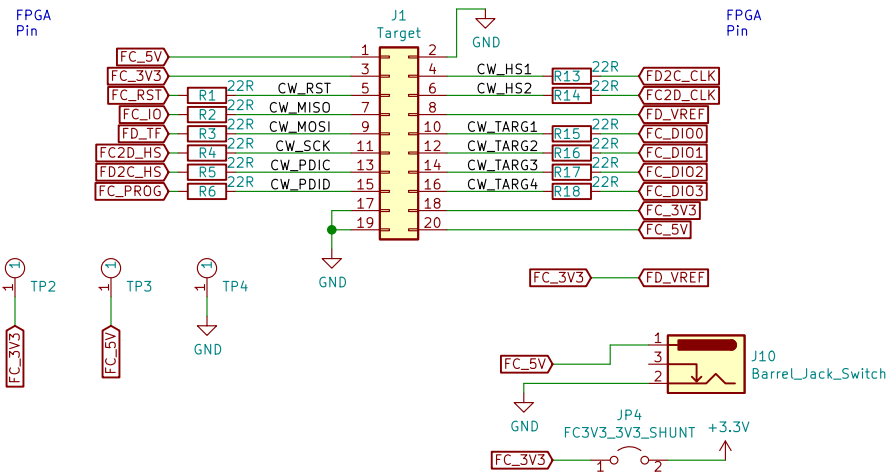 FPGA
Pin
J1
Target
FPGA
Pin
GND
FC_5V 1 2
FC_3V3 3 4 CW_HS1 R13 22R FD2C_CLK
FC_RST R1 22R CW_RST 5 6 CW_HS2 R14 22R FC2D_CLK
FC_IO R2 22R CW_MISO 7 8 FD_VREF
FD_TF R3 22R CW_MOSI 9 10 CW_TARG1 R15 22R FC_DIO0
FC2D_HS R4 22R CW_SCK 11 12 CW_TARG2 R16 22R FC_DIO1
FD2C_HS R5 22R CW_PDIC 13 14 CW_TARG3 R17 22R FC_DIO2
FC_PROG R6 22R CW_PDID 15 16 CW_TARG4 R18 22R FC_DIO3
17 18 FC_3V3
19 20 FC_5V
GND
1 1 TP2
1 1 TP3
1 1 TP4
FC_3V3 FD_VREF
FC_3V3
FC_5V
GND
FC_5V
1
3
2
J10
Barrel_Jack_Switch
GND
JP4
FC3V3_3V3_SHUNT
+3.3V
FC_3V3 1 2